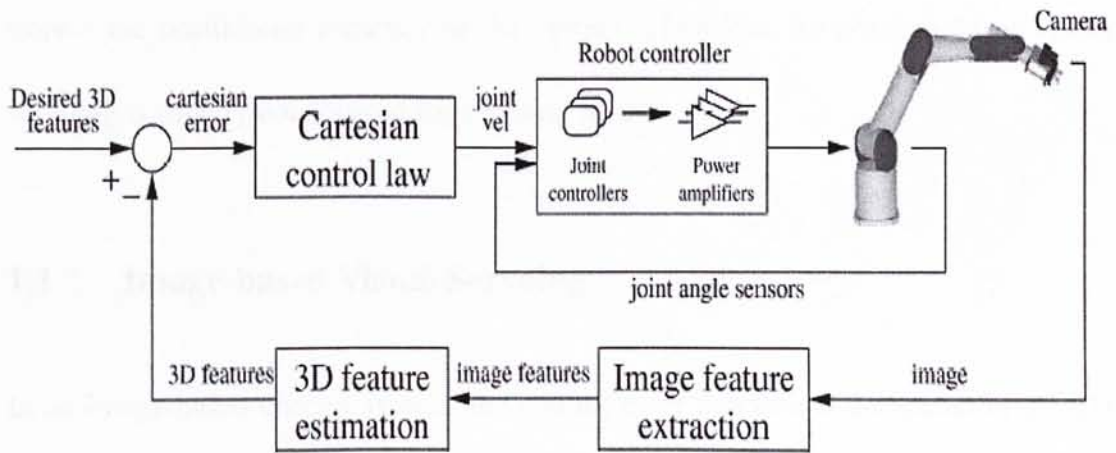 Camera
Robot controller
Desired 3D
features
cartesian
error
joint
vel
Cartesian
control law
Joint
controllers
Power
amplifiers
+
−
joint angle sensors
3D features
3D feature
estimation
image features
Image feature
extraction
image